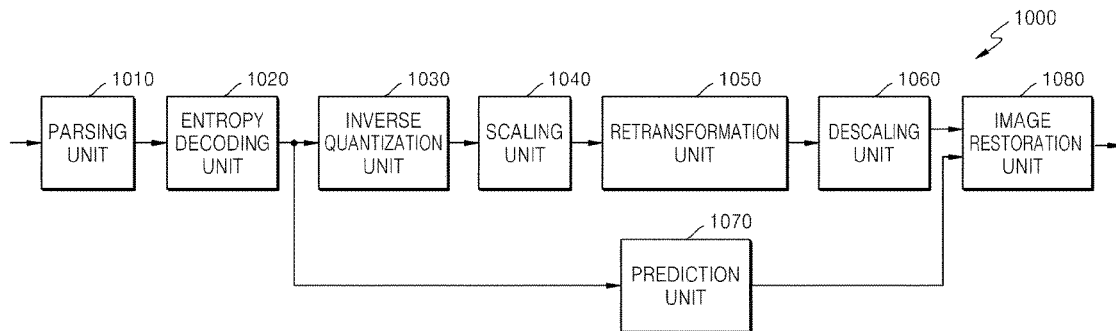 1000
1010
PARSING
UNIT
1020
ENTROPY
DECODING
UNIT
1030
INVERSE
QUANTIZATION
UNIT
1040
SCALING
UNIT
1050
RETRANSFORMATION
UNIT
1060
DESCALING
UNIT
1080
IMAGE
RESTORATION
UNIT
1070
PREDICTION
UNIT